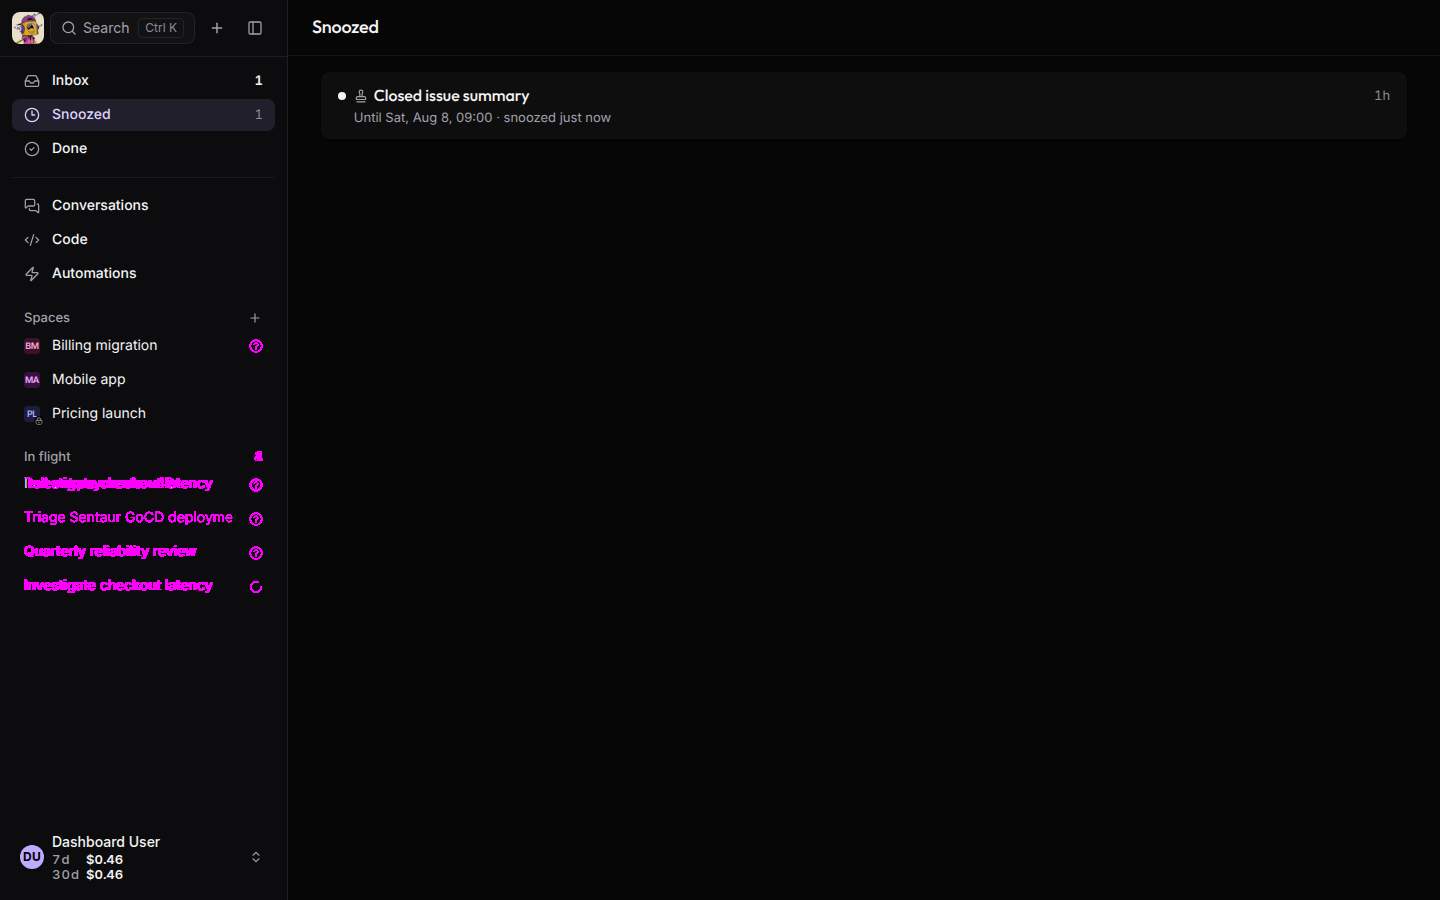 Search Ctrl K
Inbox 1
Snoozed 1
Done
Conversations
Code
Automations
Spaces
BM Billing migration
MA Mobile app
PL Pricing launch
In flight
latency
Triage Sentaur GoCD deployme
Quarterly reliability review
Investigate checkout latency
DU Dashboard User
7d $0.46
30d $0.46
Snoozed
Closed issue summary 1h
Until Sat, Aug 8, 09:00 · snoozed just now